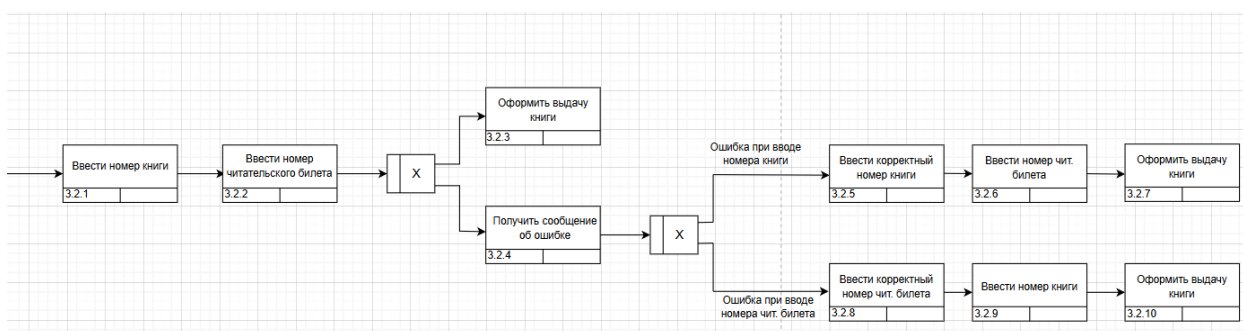 Ввести номер книги
3.2.1
Ввести номер
читательского билета
3.2.2
X
Оформить выдачу
книги
3.2.3
Получить сообщение
об ошибке
3.2.4
X
Ошибка при вводе
номера книги
Ввести корректный
номер книги
3.2.5
Ввести номер чит.
билета
3.2.6
Оформить выдачу
книги
3.2.7
Ошибка при вводе
номера чит. билета
Ввести корректный
номер чит. билета
3.2.8
Ввести номер книги
3.2.9
Оформить выдачу
книги
3.2.10